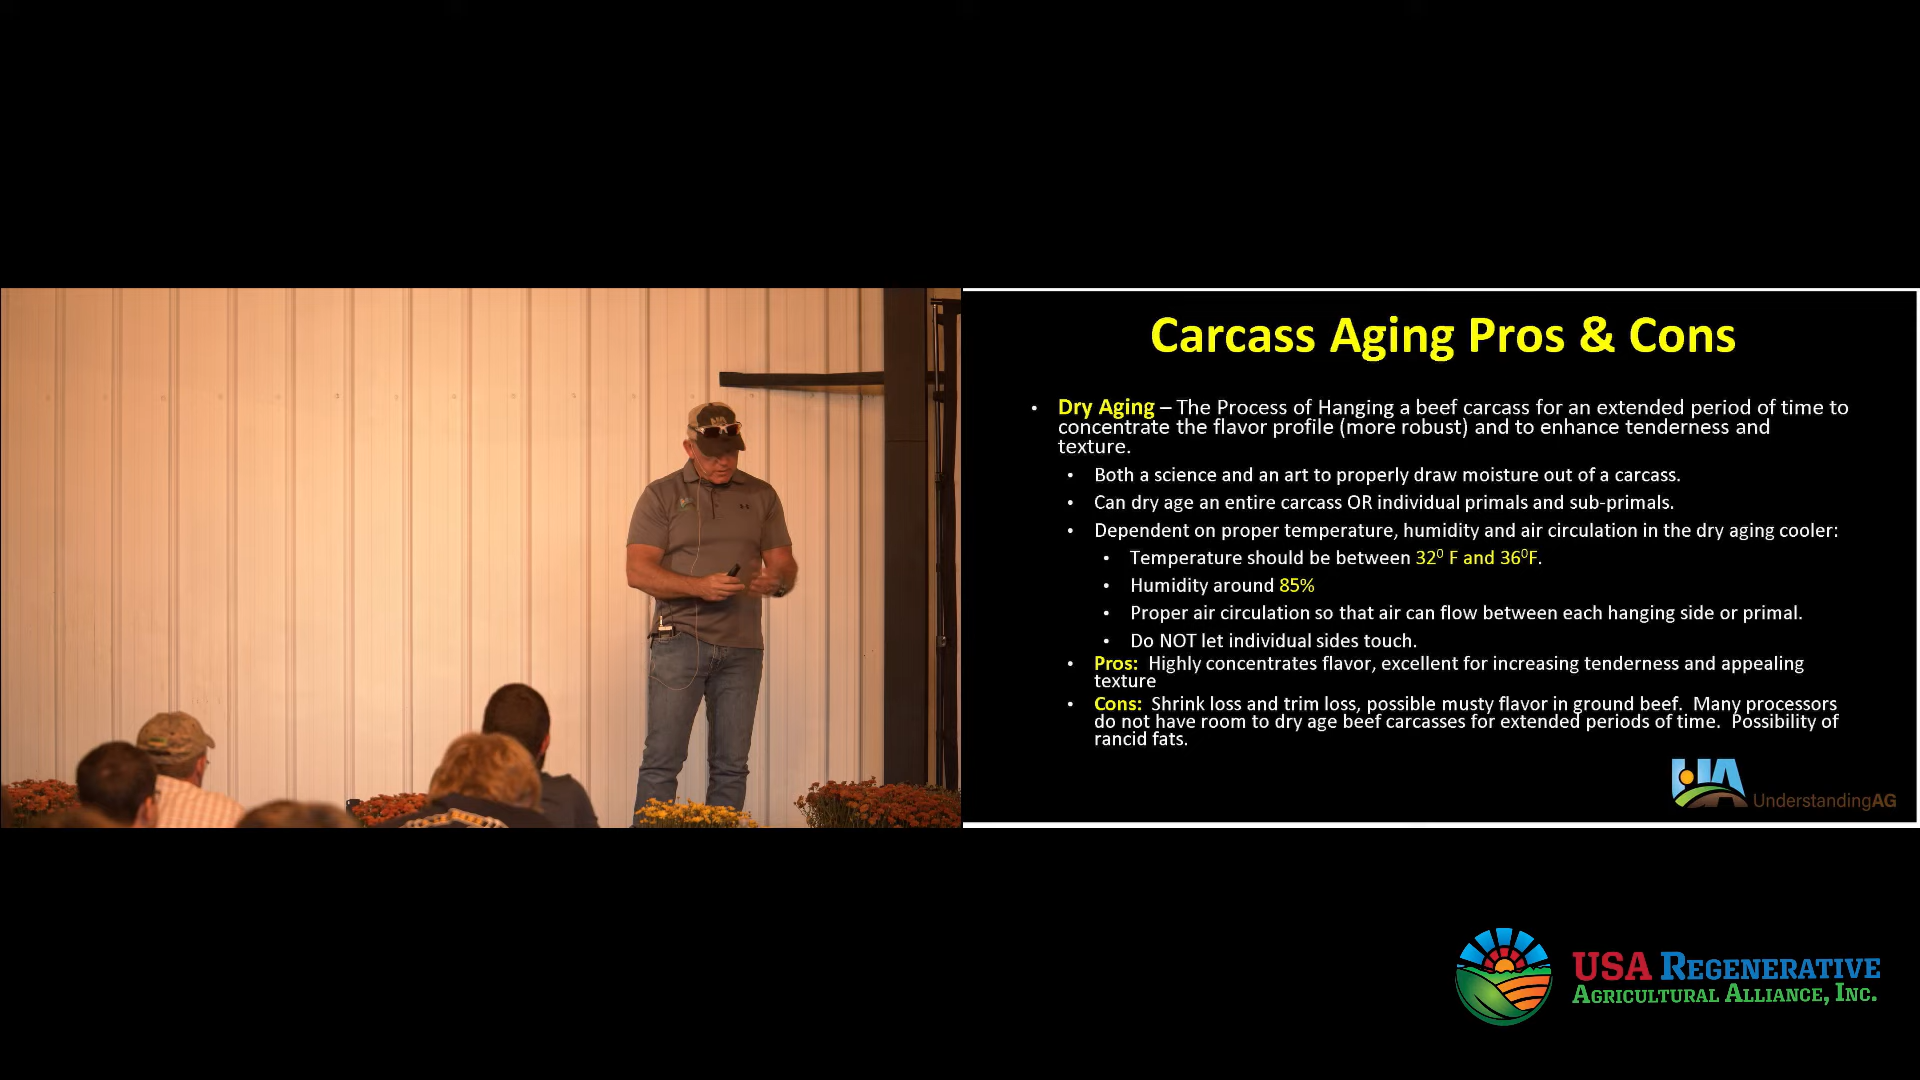 Carcass Aging Pros & Cons
• Dry Aging – The Process of Hanging a beef carcass for an extended period of time to
concentrate the flavor profile (more robust) and to enhance tenderness and
texture.
• Both a science and an art to properly draw moisture out of a carcass.
• Can dry age an entire carcass OR individual primals and sub-primals.
• Dependent on proper temperature, humidity and air circulation in the dry aging cooler:
• Temperature should be between 32⁰ F and 36⁰F.
• Humidity around 85%
• Proper air circulation so that air can flow between each hanging side or primal.
• Do NOT let individual sides touch.
• Pros: Highly concentrates flavor, excellent for increasing tenderness and appealing
texture
• Cons: Shrink loss and trim loss, possible musty flavor in ground beef. Many processors
do not have room to dry age beef carcasses for extended periods of time. Possibility of
rancid fats.
UA
UnderstandingAG
USA REGENERATIVE
AGRICULTURAL ALLIANCE, INC.